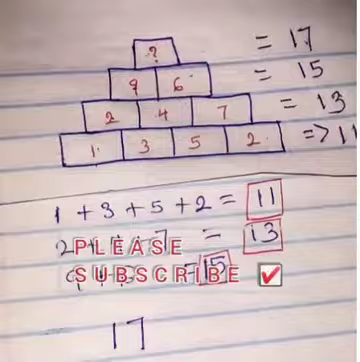 ? = 17
9 6 = 15
2 4 7 = 13
1 3 5 2 => 11
1 + 3 + 5 + 2 = 11
2 = 13
PLEASE
15
SUBSCRIBE
17